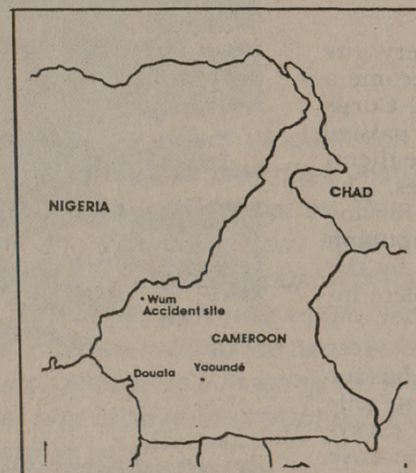 NIGERIA
CHAD
Wum
Accident site
CAMEROON
Douala
Yaoundé